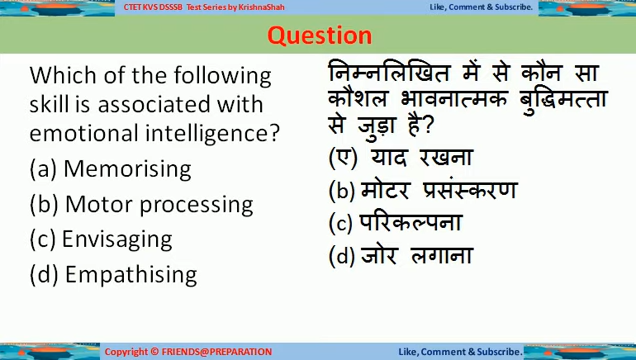 CTET KVS DSSSB Test Series by KrishnaShah
Like, Comment & Subscribe.
Question
Which of the following
skill is associated with
emotional intelligence?
(a) Memorising
(b) Motor processing
(c) Envisaging
(d) Empathising
निम्नलिखित में से कौन सा
कौशल भावनात्मक बुद्धिमत्ता
से जुड़ा है?
(ए) याद रखना
(b) मोटर प्रसंस्करण
(c) परिकल्पना
(d) जोर लगाना
Copyright © FRIENDS@PREPARATION
Like, Comment & Subscribe.